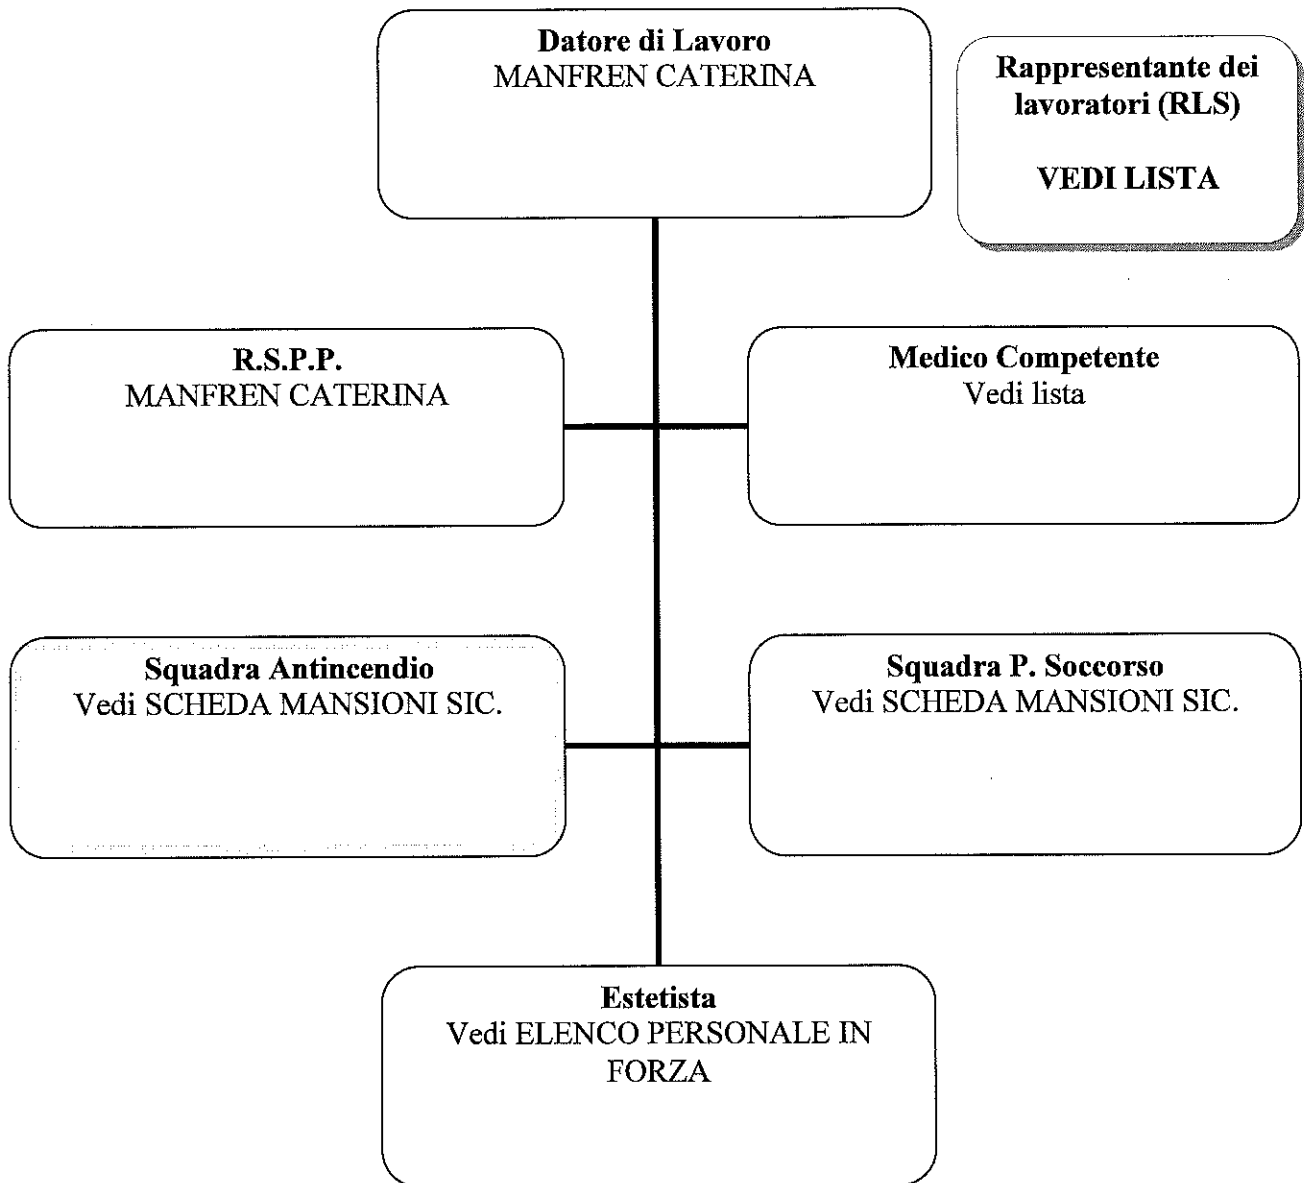 Datore di Lavoro
MANFREN CATERINA
Rappresentante dei
lavoratori (RLS)
VEDI LISTA
R.S.P.P.
MANFREN CATERINA
Medico Competente
Vedi lista
Squadra Antincendio
Vedi SCHEDA MANSIONI SIC.
Squadra P. Soccorso
Vedi SCHEDA MANSIONI SIC.
Estetista
Vedi ELENCO PERSONALE IN
FORZA